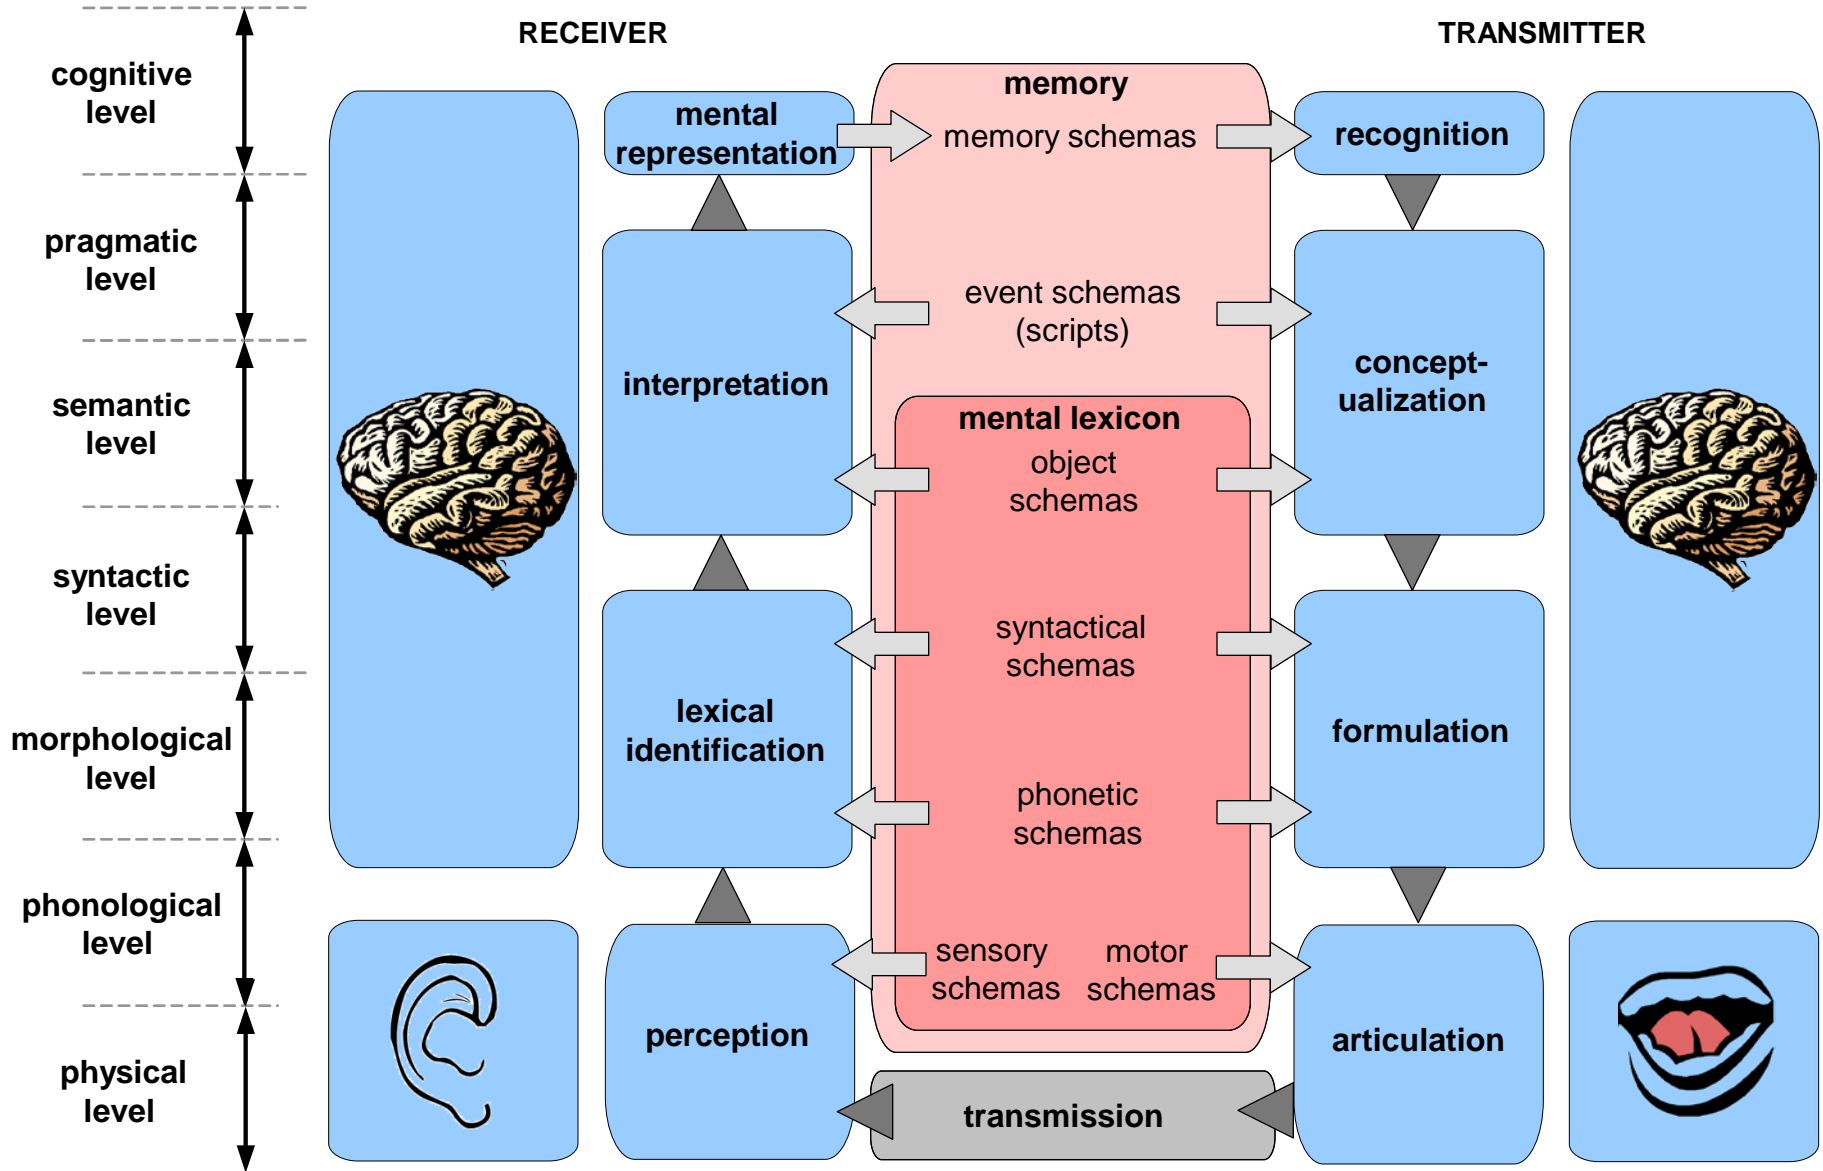 RECEIVER
TRANSMITTER
cognitive
level
pragmatic
level
semantic
level
syntactic
level
morphological
level
phonological
level
physical
level
mental
representation
interpretation
lexical
identification
perception
memory
memory schemas
event schemas
(scripts)
mental lexicon
object
schemas
syntactical
schemas
phonetic
schemas
sensory
schemas
motor
schemas
transmission
recognition
concept-
ualization
formulation
articulation